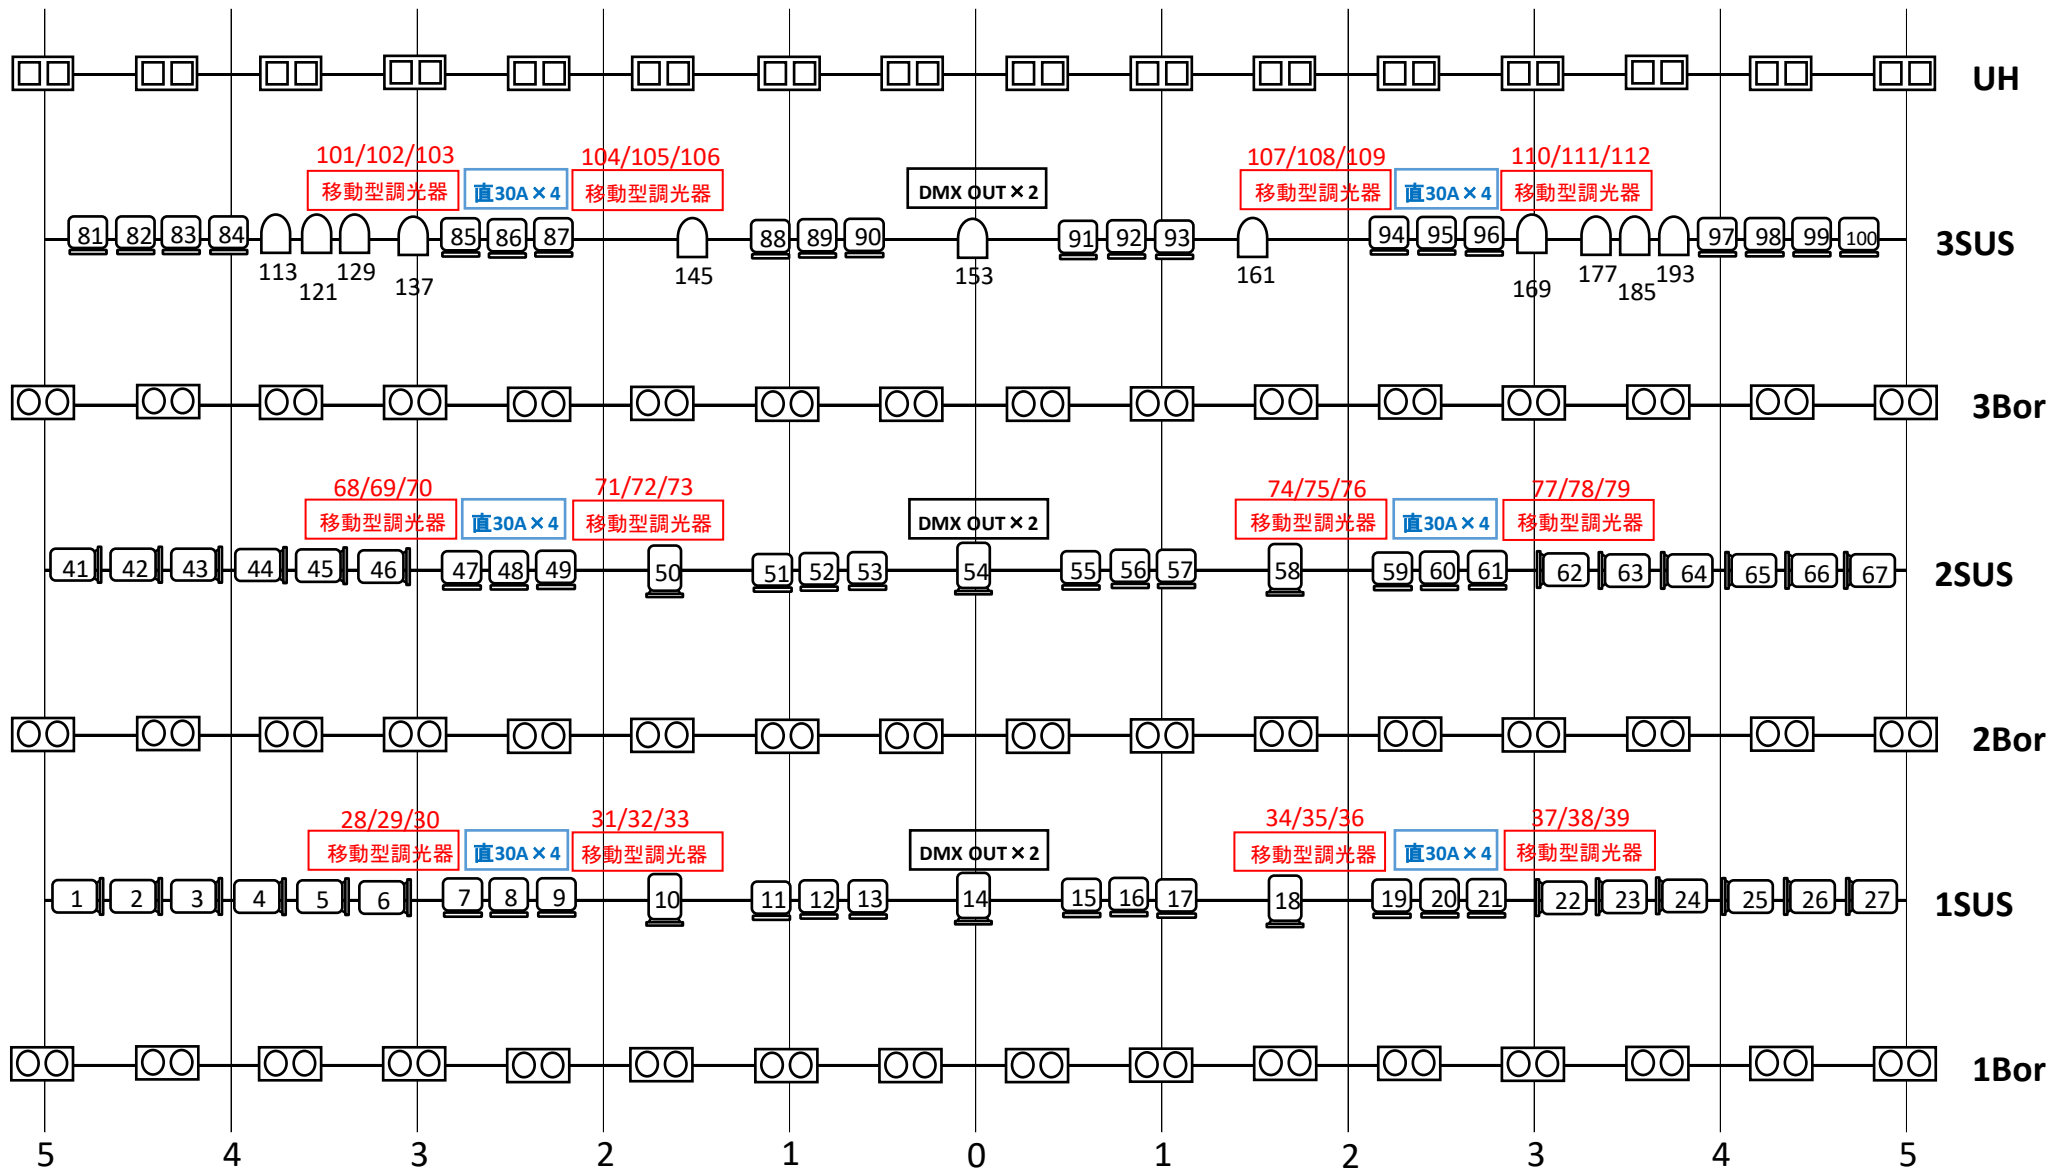 UH
101/102/103 104/105/106 107/108/109 110/111/112
移動型調光器 直30A×4 移動型調光器 DMX OUT×2 移動型調光器 直30A×4 移動型調光器
81 82 83 84 85 86 87 88 89 90 91 92 93 94 95 96 97 98 99 100 3SUS
113 121 129 137 145 153 161 169 177 185 193
3Bor
68/69/70 71/72/73 74/75/76 77/78/79
移動型調光器 直30A×4 移動型調光器 DMX OUT×2 移動型調光器 直30A×4 移動型調光器
41 42 43 44 45 46 47 48 49 50 51 52 53 54 55 56 57 58 59 60 61 62 63 64 65 66 67 2SUS
2Bor
28/29/30 31/32/33 34/35/36 37/38/39
移動型調光器 直30A×4 移動型調光器 DMX OUT×2 移動型調光器 直30A×4 移動型調光器
1 2 3 4 5 6 7 8 9 10 11 12 13 14 15 16 17 18 19 20 21 22 23 24 25 26 27 1SUS
1Bor
5 4 3 2 1 0 1 2 3 4 5